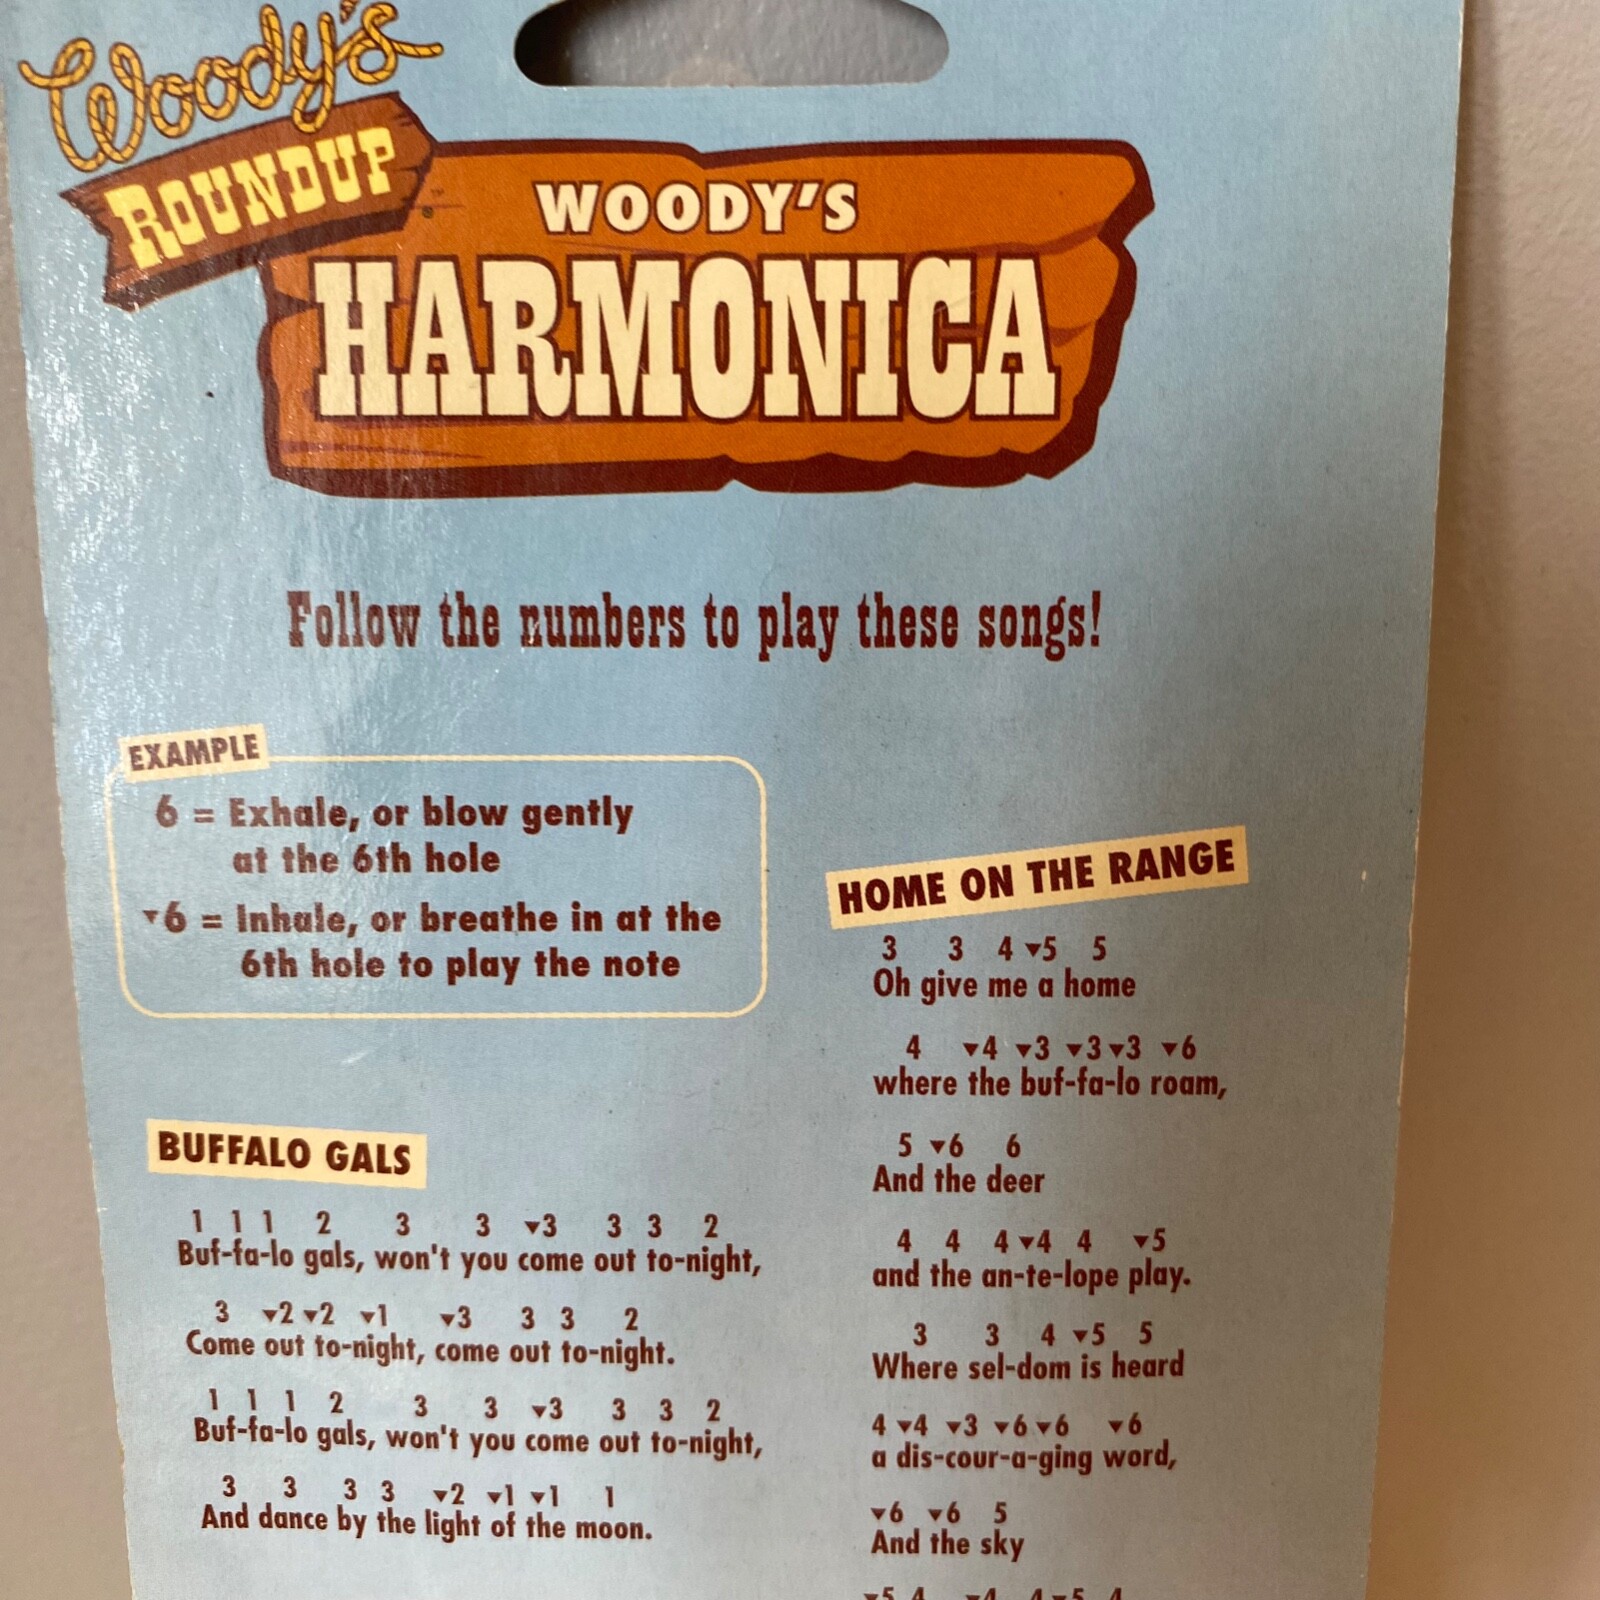 Woody's
ROUNDUP
WOODY'S
HARMONICA
Follow the numbers to play these songs!
EXAMPLE
6 = Exhale, or blow gently
at the 6th hole
▾6 = Inhale, or breathe in at the
6th hole to play the note
BUFFALO GALS
1 1 1 2 3 3 ▾3 3 3 2
Buf-fa-lo gals, won't you come out to-night,
3 ▾2 ▾2 ▾1 ▾3 3 3 2
Come out to-night, come out to-night.
1 1 1 2 3 3 ▾3 3 3 2
Buf-fa-lo gals, won't you come out to-night,
3 3 3 3 ▾2 ▾1 ▾1 1
And dance by the light of the moon.
HOME ON THE RANGE
3 3 4 ▾5 5
Oh give me a home
4 ▾4 ▾3 ▾3 ▾3 ▾6
where the buf-fa-lo roam,
5 ▾6 6
And the deer
4 4 4 ▾4 4 ▾5
and the an-te-lope play.
3 3 4 ▾5 5
Where sel-dom is heard
4 ▾4 ▾3 ▾6 ▾6 ▾6
a dis-cour-a-ging word,
▾6 ▾6 5
And the sky
▾5 4 ▾4 4 ▾5 4